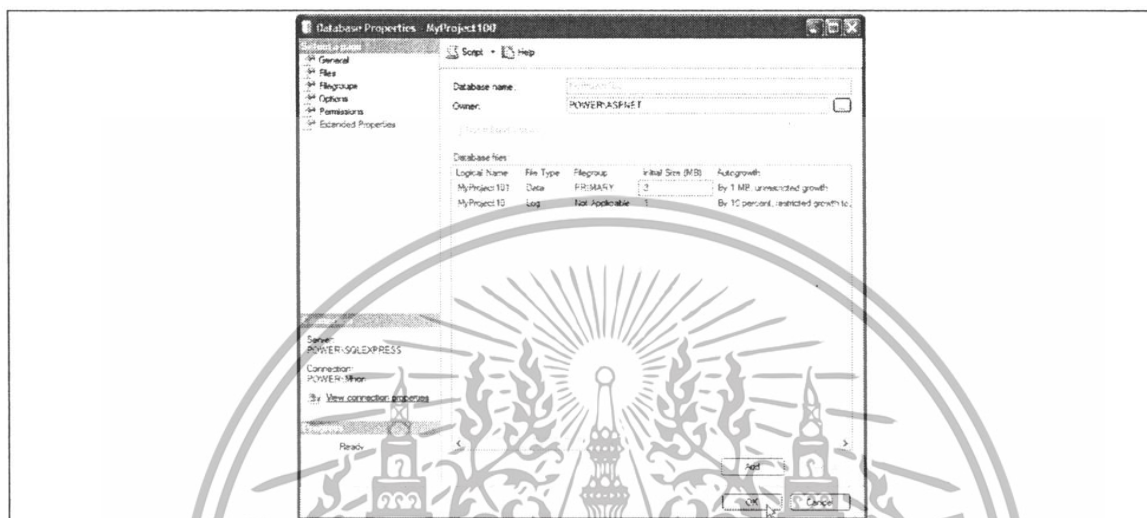 Database Properties - MyProject100
Select a page
General
Files
Filegroups
Options
Permissions
Extended Properties
Script Help
Database name:
Owner: POWER\ASPNET ...
Database files:
Logical Name File Type Filegroup Initial Size (MB) Autogrowth
MyProject101 Data PRIMARY By 1 MB, unrestricted growth
MyProject10 Log Not Applicable 1 By 10 percent, restricted growth to
Server:
POWER\SQLEXPRESS
Connection:
View connection properties
Ready
Add
OK Cancel